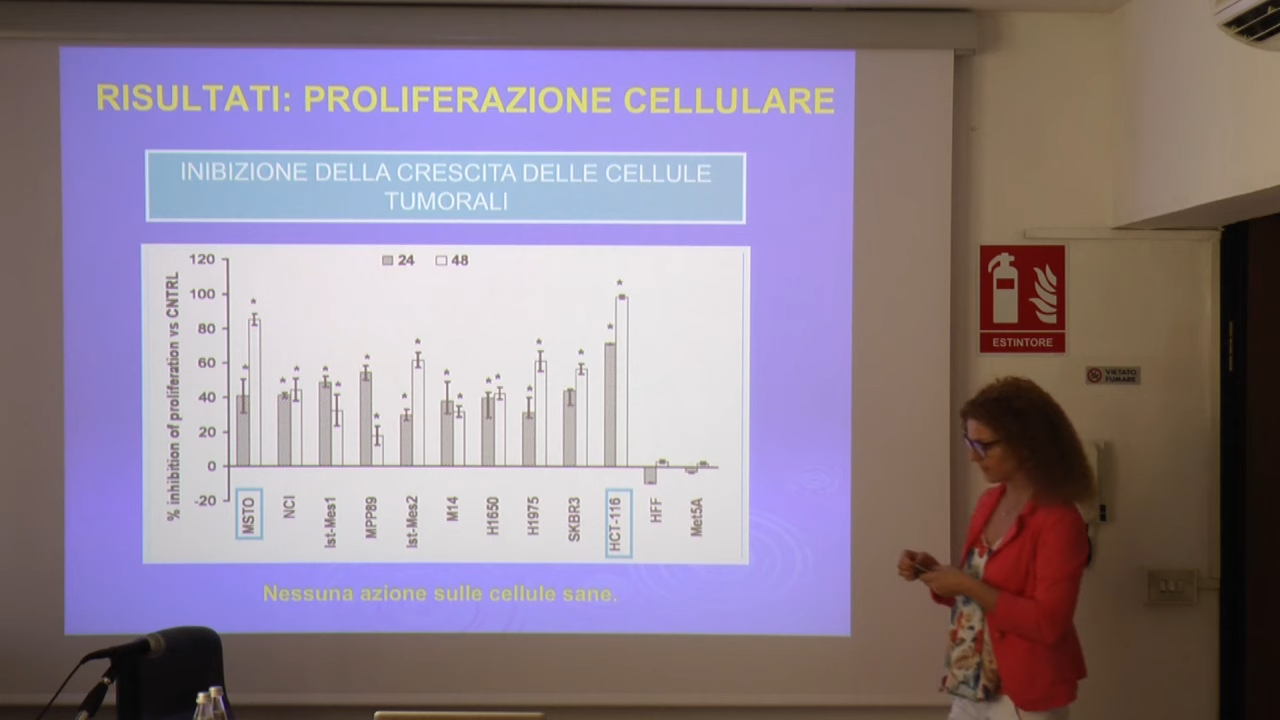 RISULTATI: PROLIFERAZIONE CELLULARE
INIBIZIONE DELLA CRESCITA DELLE CELLULE
TUMORALI
24 48
% inhibition of proliferation vs CNTRL
120
100
80
60
40
20
0
-20
MSTO
NCI
Ist-Mes1
MPP89
Ist-Mes2
M14
H1650
H1975
SKBR3
HCT-116
HFF
Met5A
Nessuna azione sulle cellule sane.
ESTINTORE
VIETATO
FUMARE